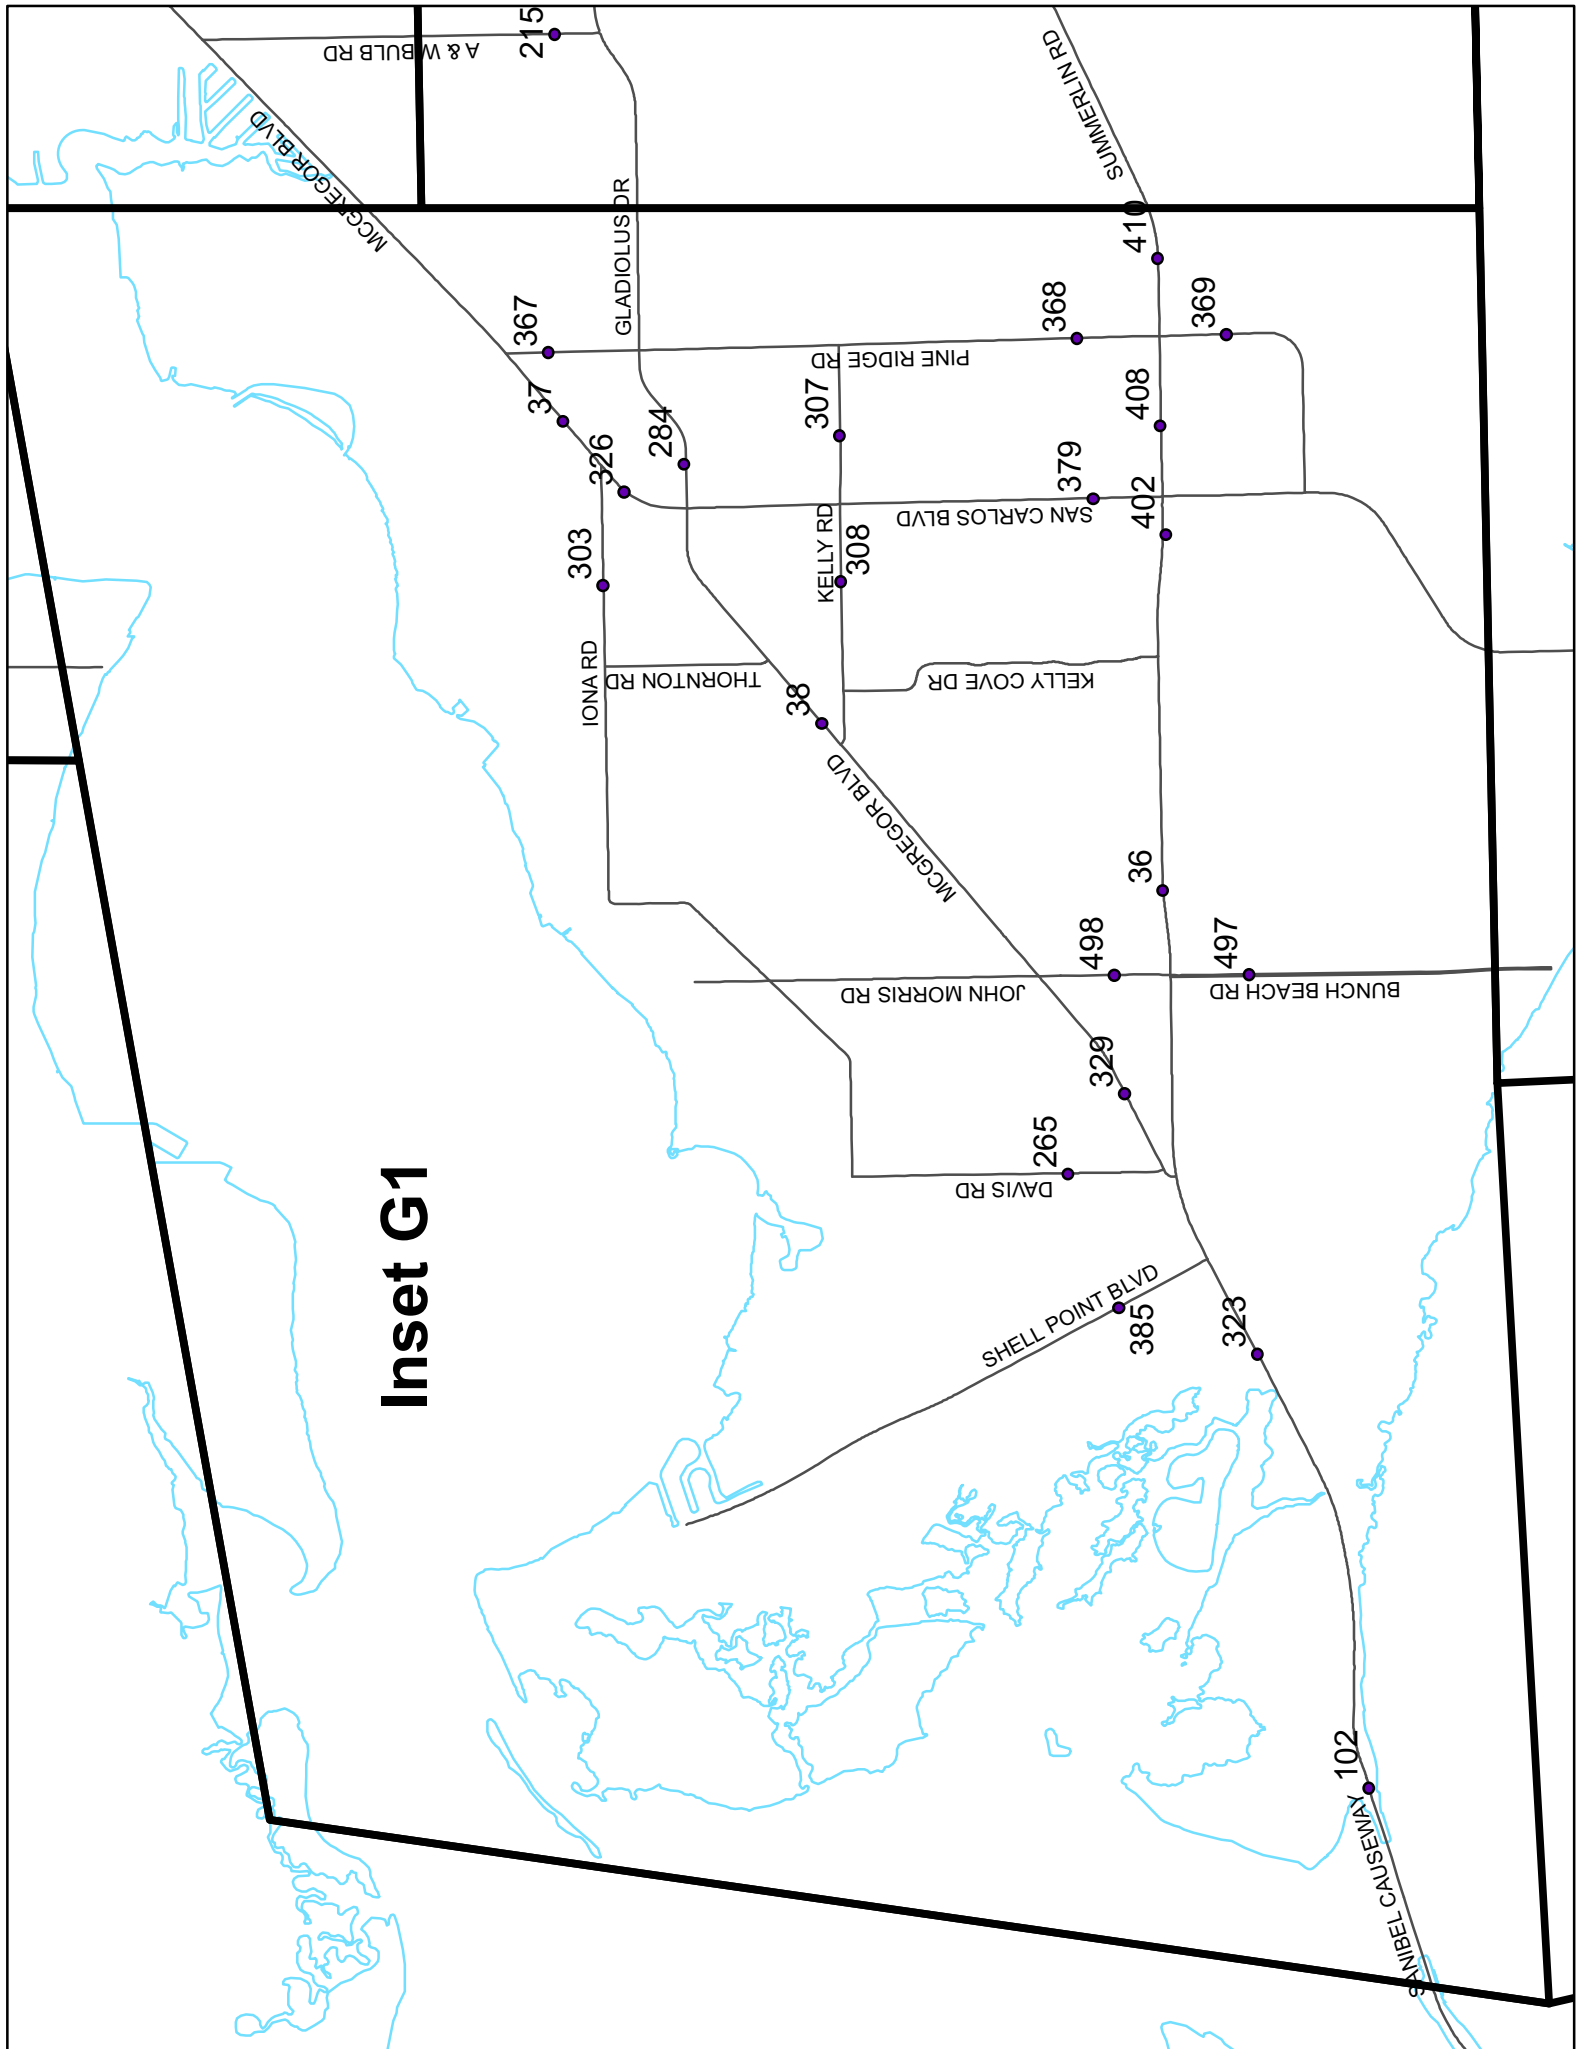 Inset G1
A & W BULB RD
215
MCGREGOR BLVD
GLADIOLUS DR
SUMMERLIN RD
410
367
368
369
PINE RIDGE RD
37
326
284
307
408
379
402
SAN CARLOS BLVD
303
KELLY RD
308
IONA RD
THORNTON RD
38
KELLY COVE DR
MCGREGOR BLVD
36
498
497
JOHN MORRIS RD
BUNCH BEACH RD
329
265
DAVIS RD
SHELL POINT BLVD
385
323
102
SANIBEL CAUSEWAY